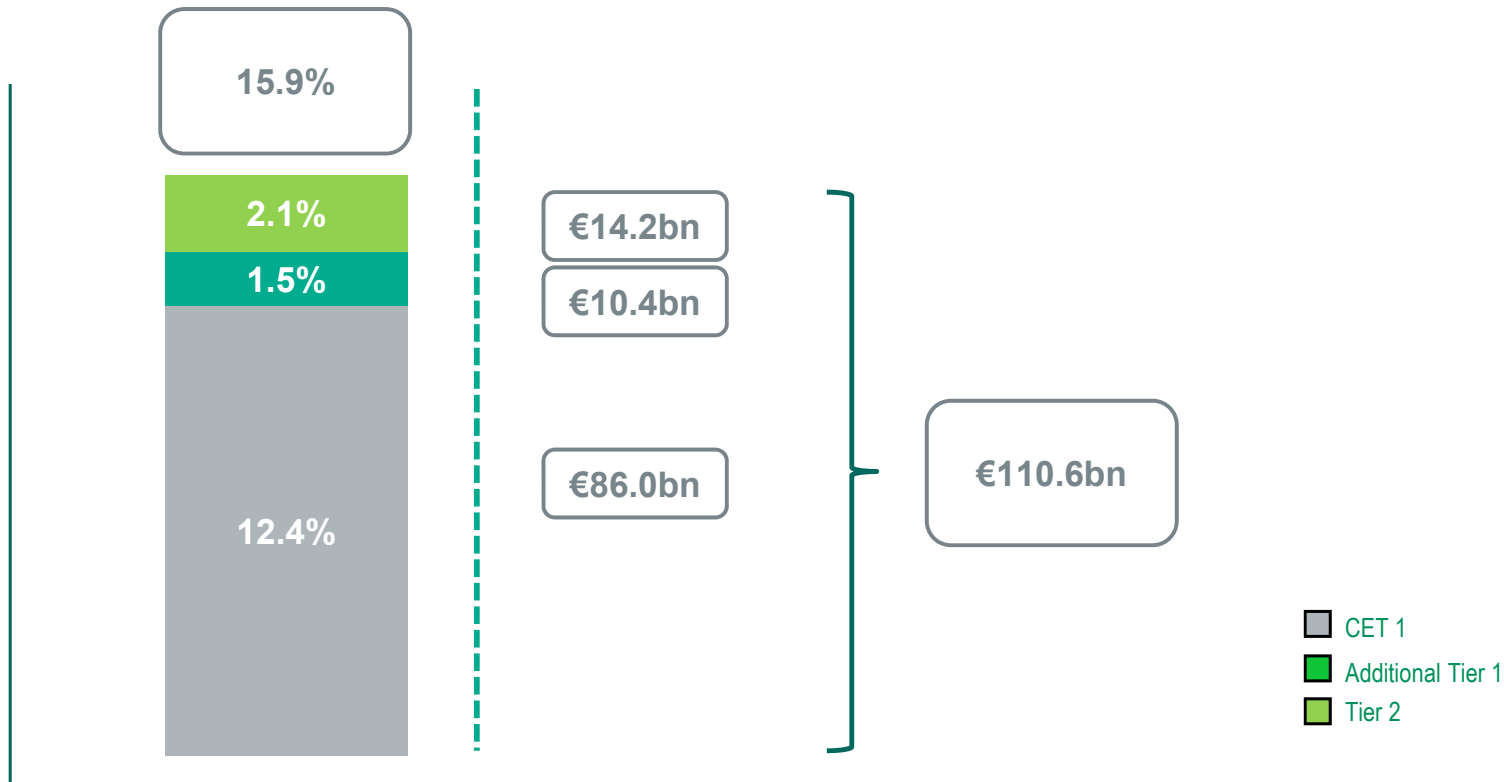 15.9%
2.1%
€14.2bn
1.5%
€10.4bn
€86.0bn
€110.6bn
12.4%
CET 1
Additional Tier 1
Tier 2